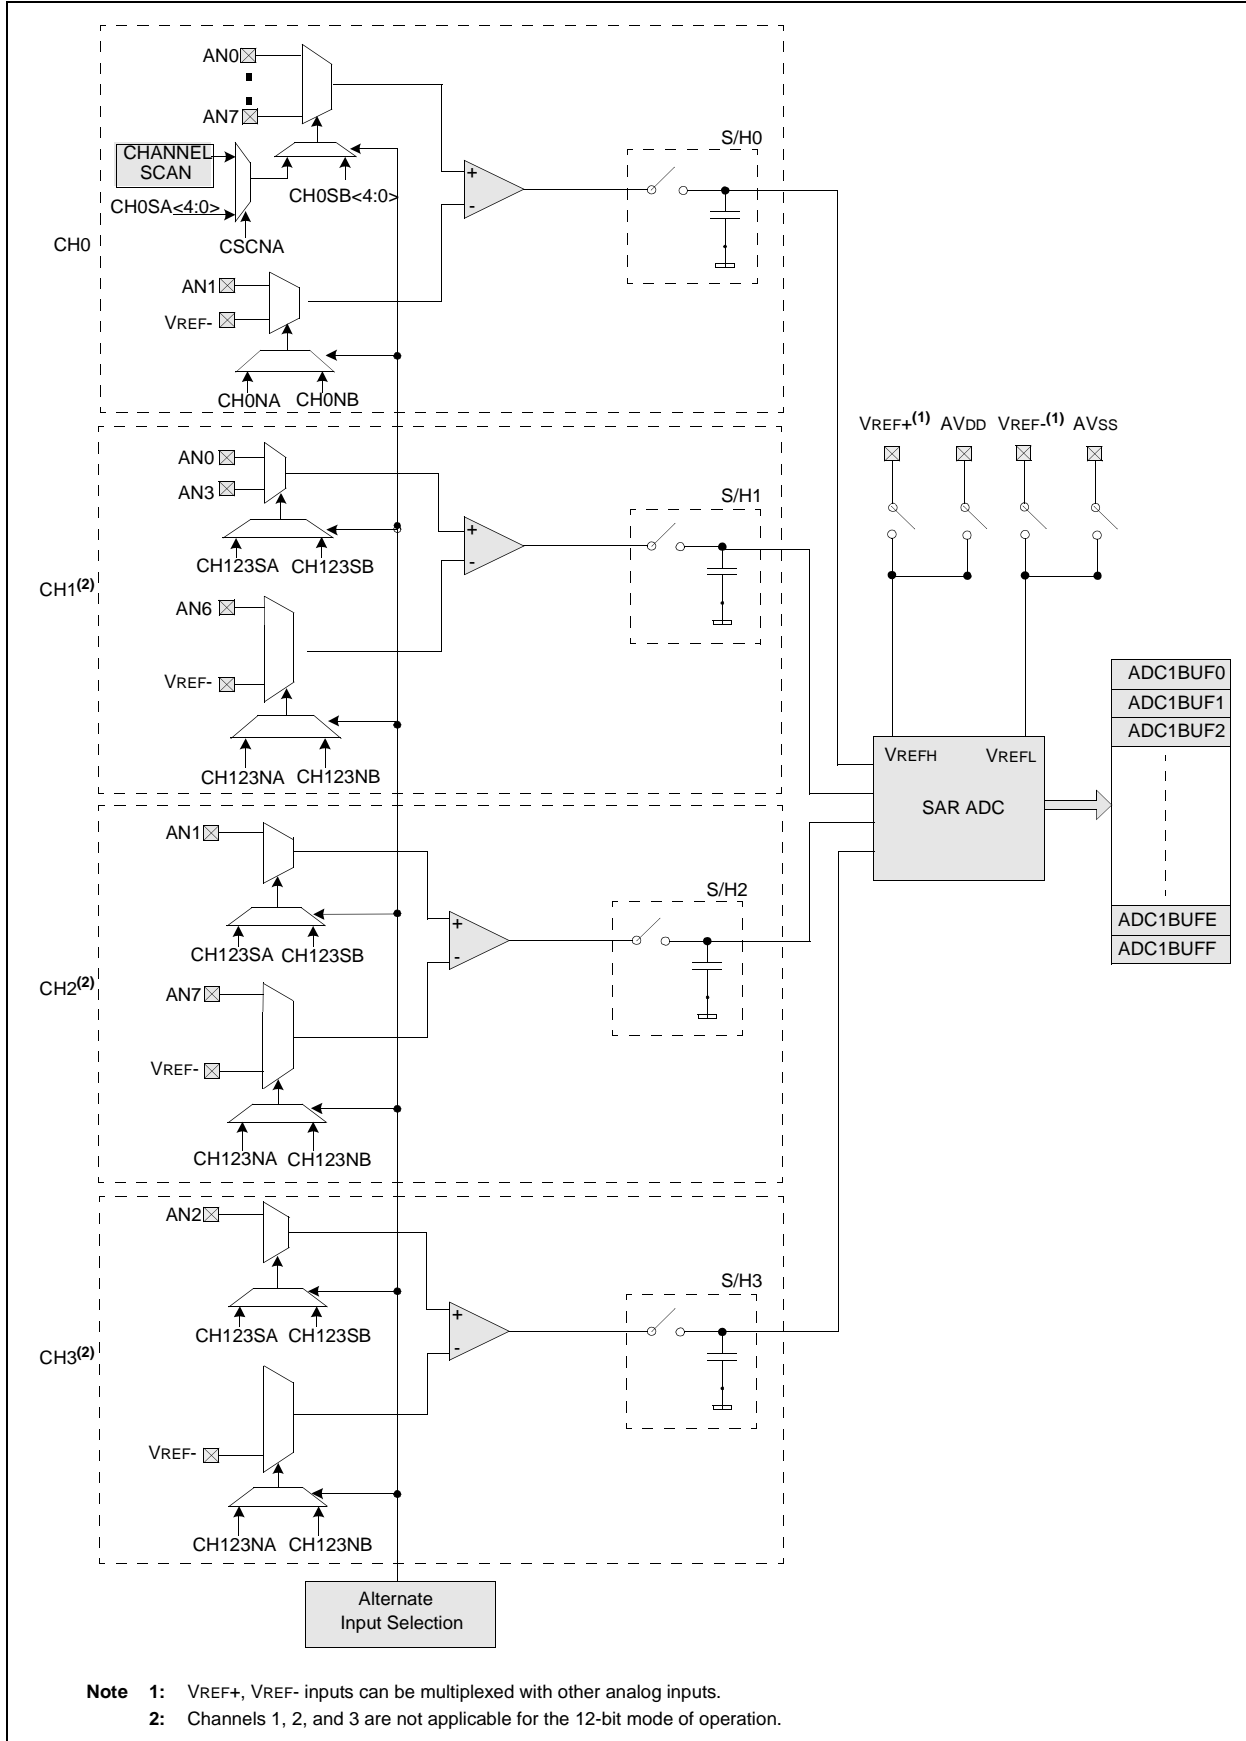 AN0
AN7
CHANNEL
SCAN
CH0SA<4:0>
CH0SB<4:0>
CSCNA
CH0
+
-
S/H0
AN1
VREF-
CH0NA CH0NB
VREF+(1) AVDD VREF-(1) AVSS
AN0
AN3
CH123SA CH123SB
CH1(2)
+
-
S/H1
AN6
VREF-
CH123NA CH123NB
VREFH VREFL
SAR ADC
ADC1BUF0
ADC1BUF1
ADC1BUF2
ADC1BUFE
ADC1BUFF
AN1
CH123SA CH123SB
CH2(2)
+
-
S/H2
AN7
VREF-
CH123NA CH123NB
AN2
CH123SA CH123SB
CH3(2)
+
-
S/H3
VREF-
CH123NA CH123NB
Alternate
Input Selection
Note 1: VREF+, VREF- inputs can be multiplexed with other analog inputs.
2: Channels 1, 2, and 3 are not applicable for the 12-bit mode of operation.